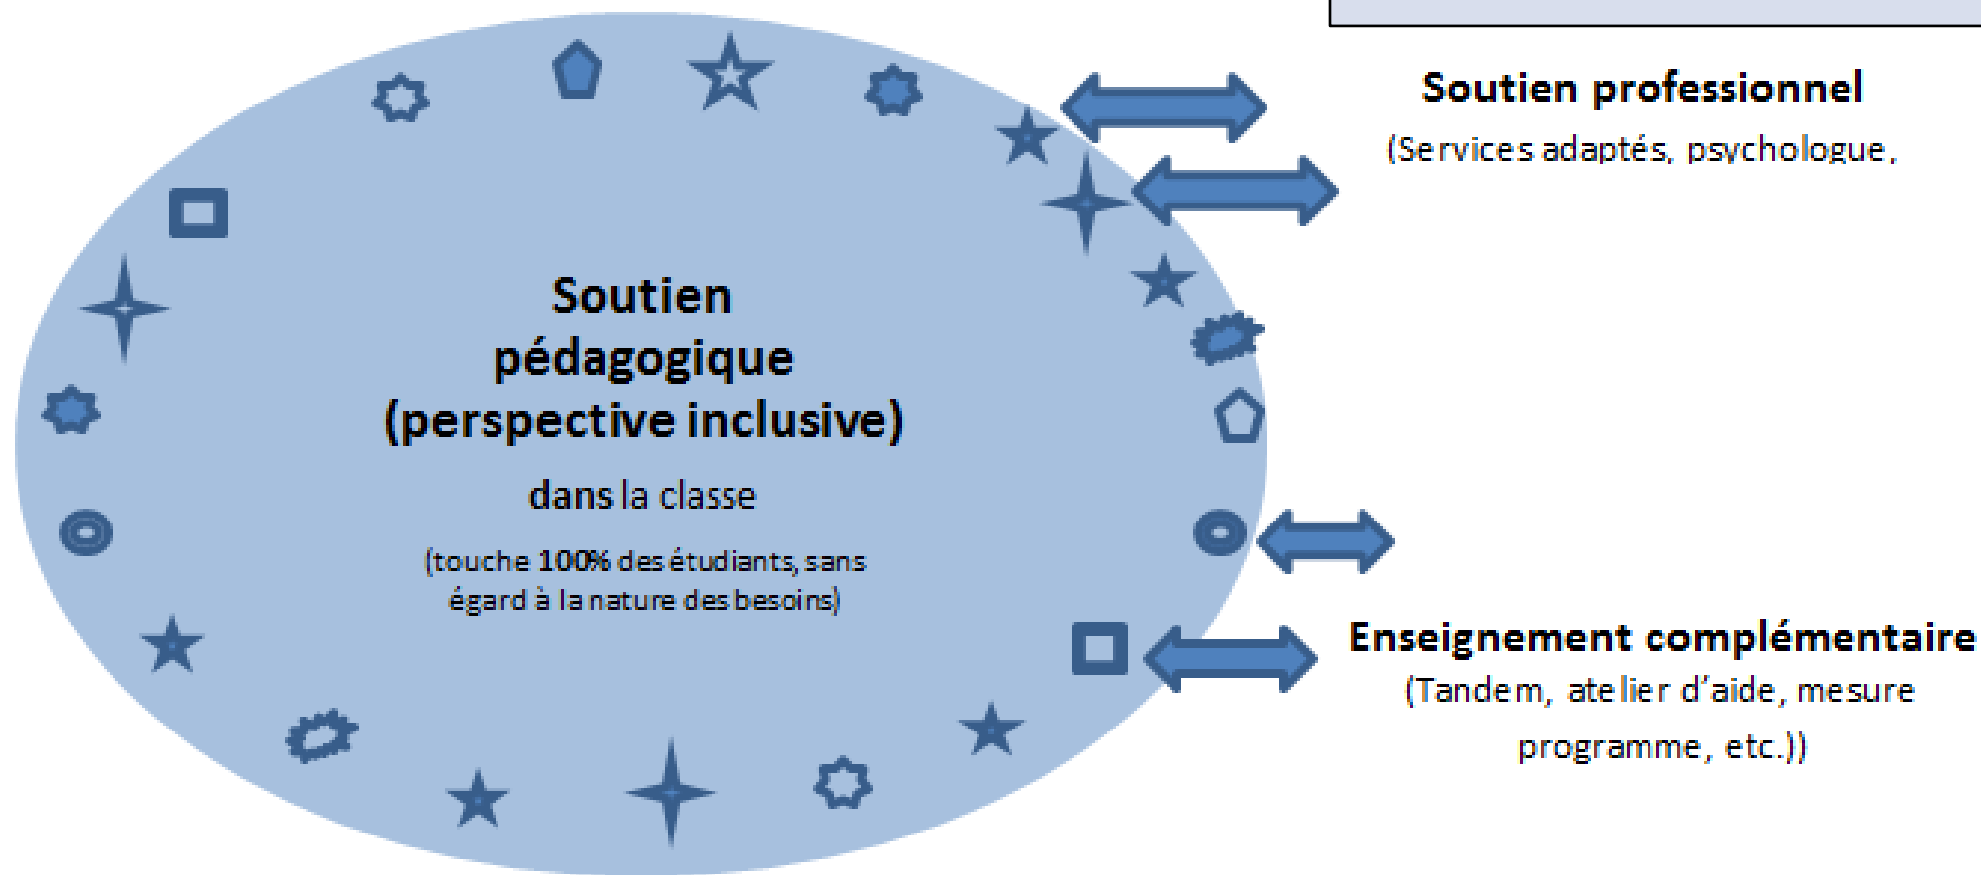 Soutien professionnel
(Services adaptés, psychologue,
Soutien
pédagogique
(perspective inclusive)
dans la classe
(touche 100% des étudiants, sans
égard à la nature des besoins)
Enseignement complémentaire
(Tandem, atelier d'aide, mesure
programme, etc.))